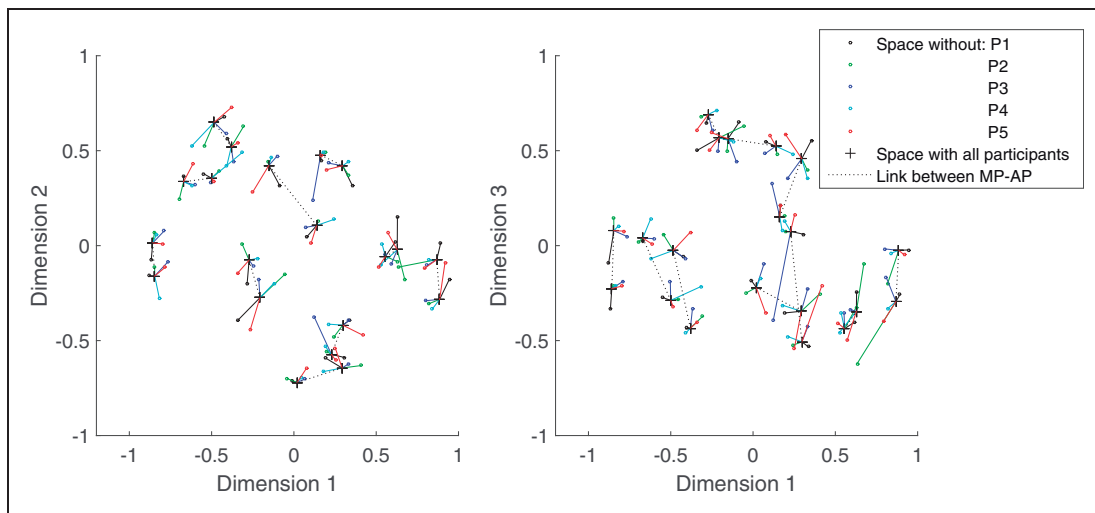 1
0.5
0
-0.5
-1
Dimension 2
-1
-0.5
0
0.5
1
Dimension 1
1
0.5
0
-0.5
-1
Dimension 3
-1
-0.5
0
0.5
1
Dimension 1
Space without: P1
P2
P3
P4
P5
Space with all participants
Link between MP-AP